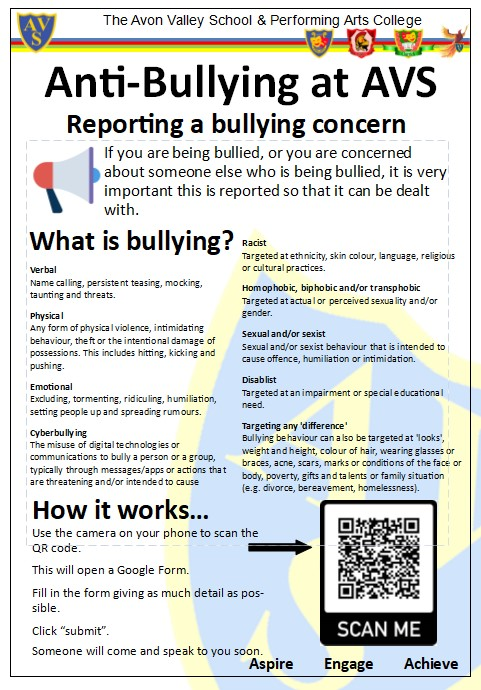 The Avon Valley School & Performing Arts College
AVS
Anti-Bullying at AVS
Reporting a bullying concern
If you are being bullied, or you are concerned
about someone else who is being bullied, it is very
important this is reported so that it can be dealt
with.
What is bullying?
Verbal
Name calling, persistent teasing, mocking,
taunting and threats.
Physical
Any form of physical violence, intimidating
behaviour, theft or the intentional damage of
possessions. This includes hitting, kicking and
pushing.
Emotional
Excluding, tormenting, ridiculing, humiliation,
setting people up and spreading rumours.
Cyberbullying
The misuse of digital technologies or
communications to bully a person or a group,
typically through messages/apps or actions that
are threatening and/or intended to cause
Racist
Targeted at ethnicity, skin colour, language, religious
or cultural practices.
Homophobic, biphobic and/or transphobic
Targeted at actual or perceived sexuality and/or
gender.
Sexual and/or sexist
Sexual and/or sexist behaviour that is intended to
cause offence, humiliation or intimidation.
Disablist
Targeted at an impairment or special educational
need.
Targeting any 'difference'
Bullying behaviour can also be targeted at 'looks',
weight and height, colour of hair, wearing glasses or
braces, acne, scars, marks or conditions of the face or
body, poverty, gifts and talents or family situation
(e.g. divorce, bereavement, homelessness).
How it works…
Use the camera on your phone to scan the
QR code.
This will open a Google Form.
Fill in the form giving as much detail as pos-
sible.
Click “submit”.
Someone will come and speak to you soon.
SCAN ME
Aspire Engage Achieve